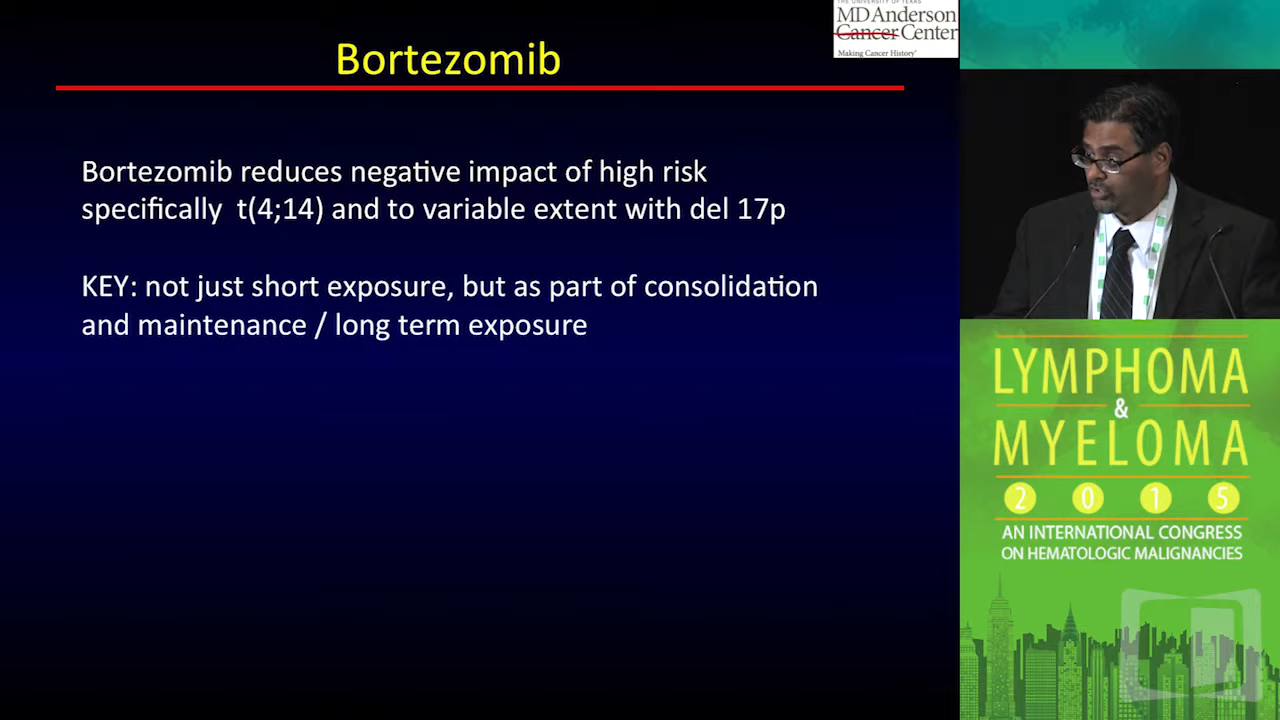 Bortezomib
THE UNIVERSITY OF TEXAS
MD Anderson
Cancer Center
Making Cancer History®
Bortezomib reduces negative impact of high risk
specifically t(4;14) and to variable extent with del 17p
KEY: not just short exposure, but as part of consolidation
and maintenance / long term exposure
LYMPHOMA
&
MYELOMA
2 0 1 5
AN INTERNATIONAL CONGRESS
ON HEMATOLOGIC MALIGNANCIES